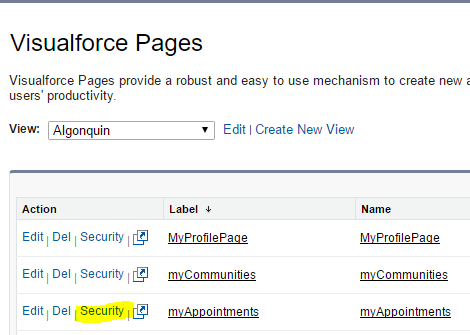 Visualforce Pages
Visualforce Pages provide a robust and easy to use mechanism to create new
users' productivity.
View: Algonquin Edit | Create New View
Action Label Name
Edit | Del | Security | MyProfilePage MyProfilePage
Edit | Del | Security | myCommunities myCommunities
Edit | Del | Security | myAppointments myAppointments